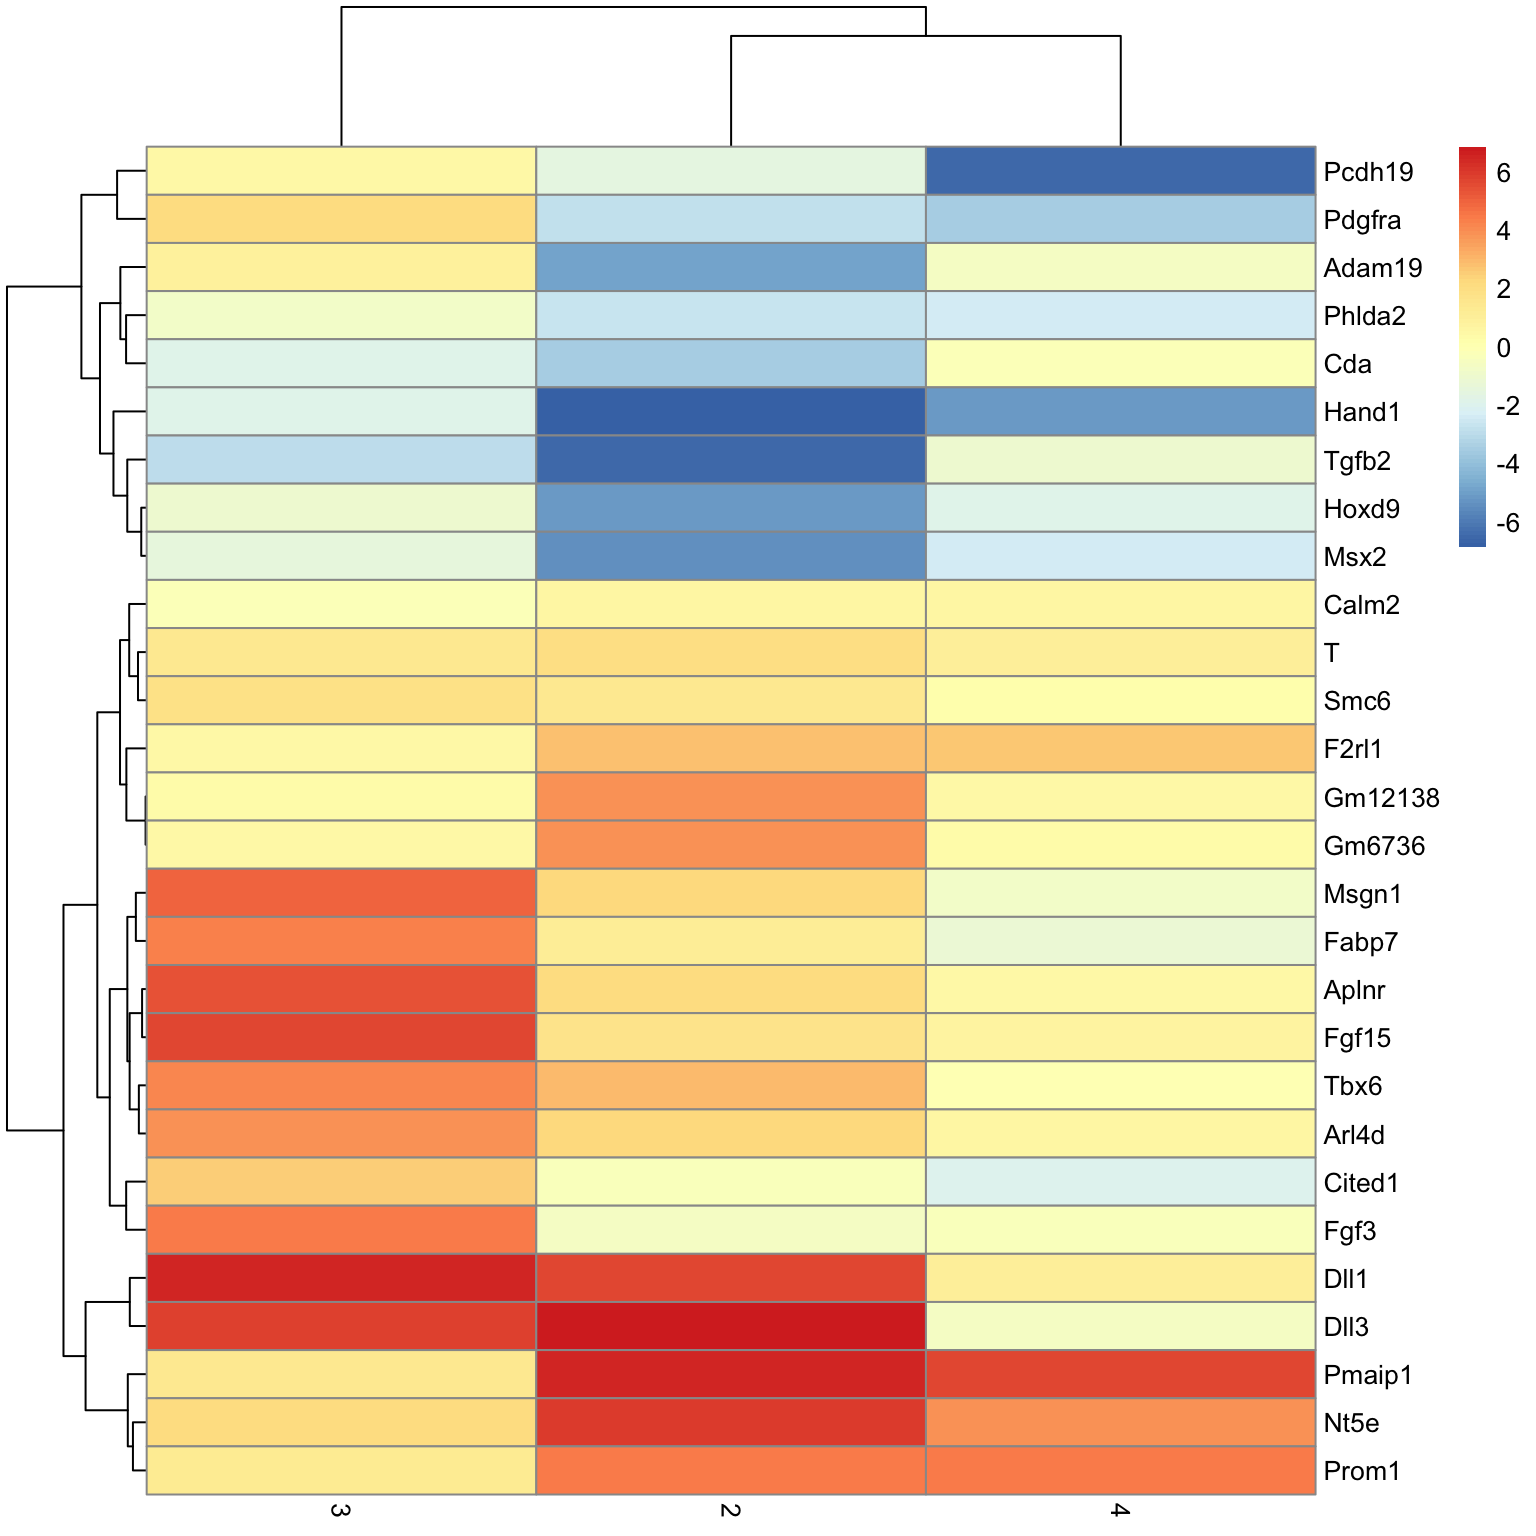 Pcdh19
Pdgfra
Adam19
Phlda2
Cda
Hand1
Tgfb2
Hoxd9
Msx2
Calm2
T
Smc6
F2rl1
Gm12138
Gm6736
Msgn1
Fabp7
Aplnr
Fgf15
Tbx6
Arl4d
Cited1
Fgf3
Dll1
Dll3
Pmaip1
Nt5e
Prom1
6
4
2
0
-2
-4
-6
3
2
4